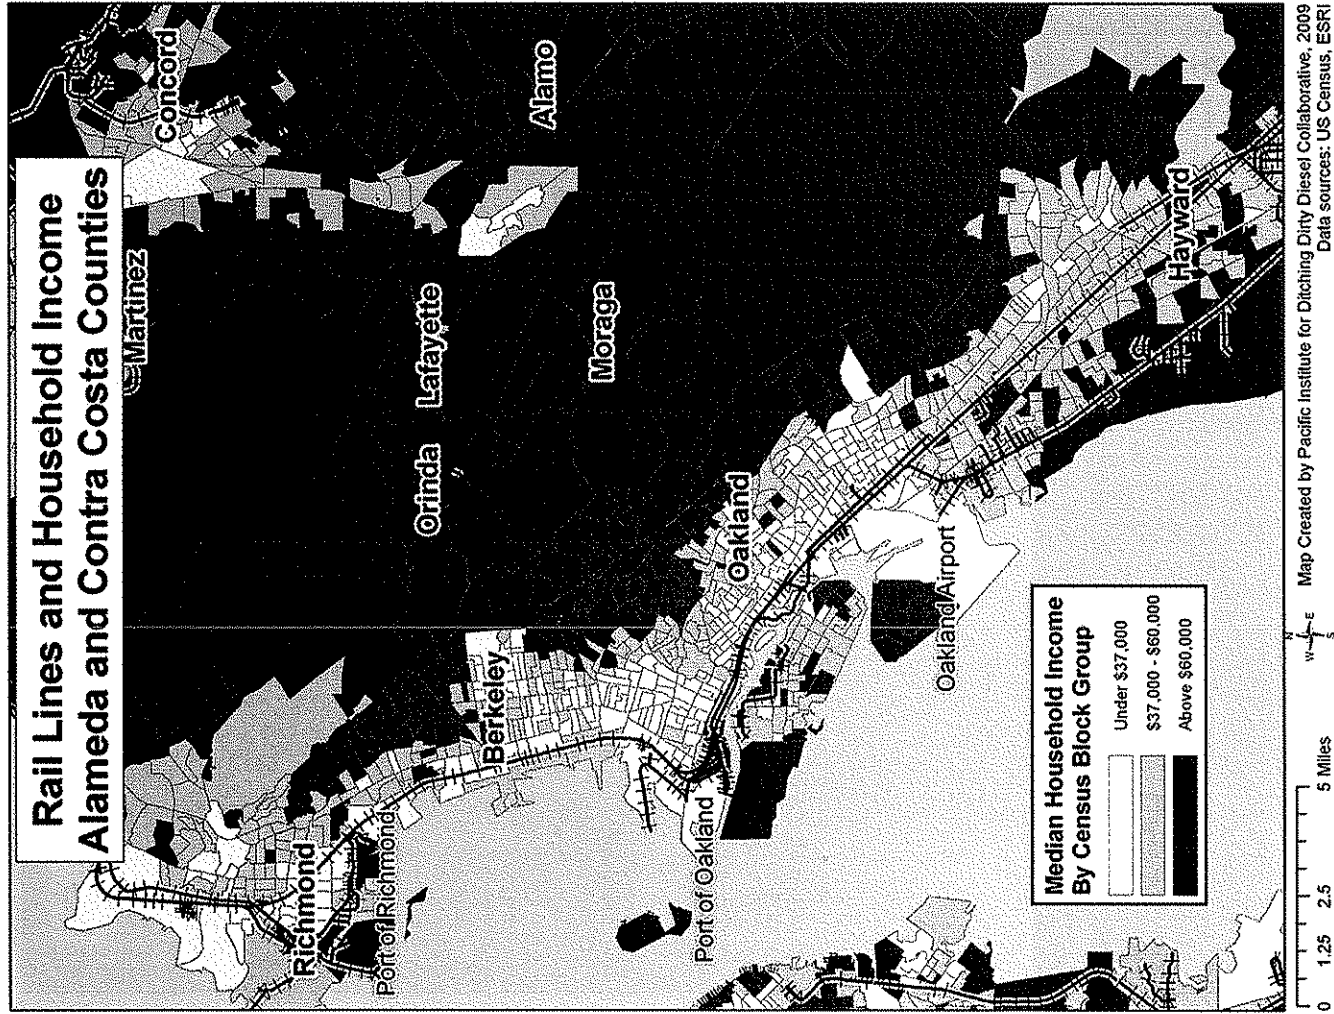 Rail Lines and Household Income
Alameda and Contra Costa Counties
Concord
Martinez
Alamo
Lafayette
Orinda
Moraga
Richmond
Port of Richmond
Berkeley
Oakland
Port of Oakland
Oakland Airport
Hayward
Median Household Income
By Census Block Group
Under $37,000
$37,000 - $60,000
Above $60,000
0 1.25 2.5 5 Miles
N
W E
S
Map Created by Pacific Institute for Ditching Dirty Diesel Collaborative, 2009
Data sources: US Census, ESRI